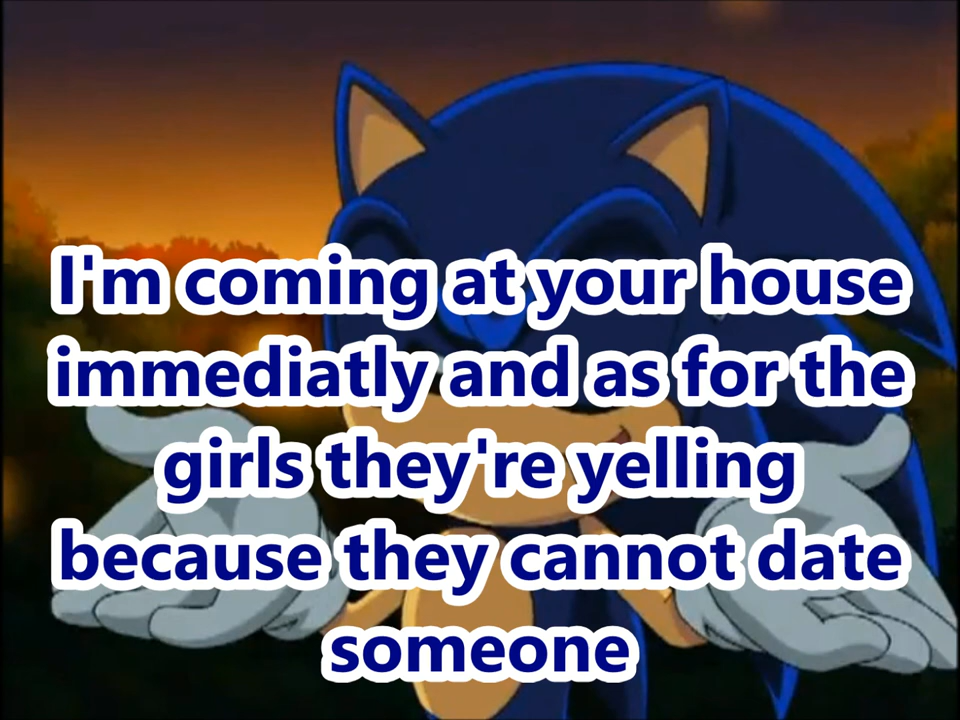 I'm coming at your house
immediatly and as for the
girls they're yelling
because they cannot date
someone